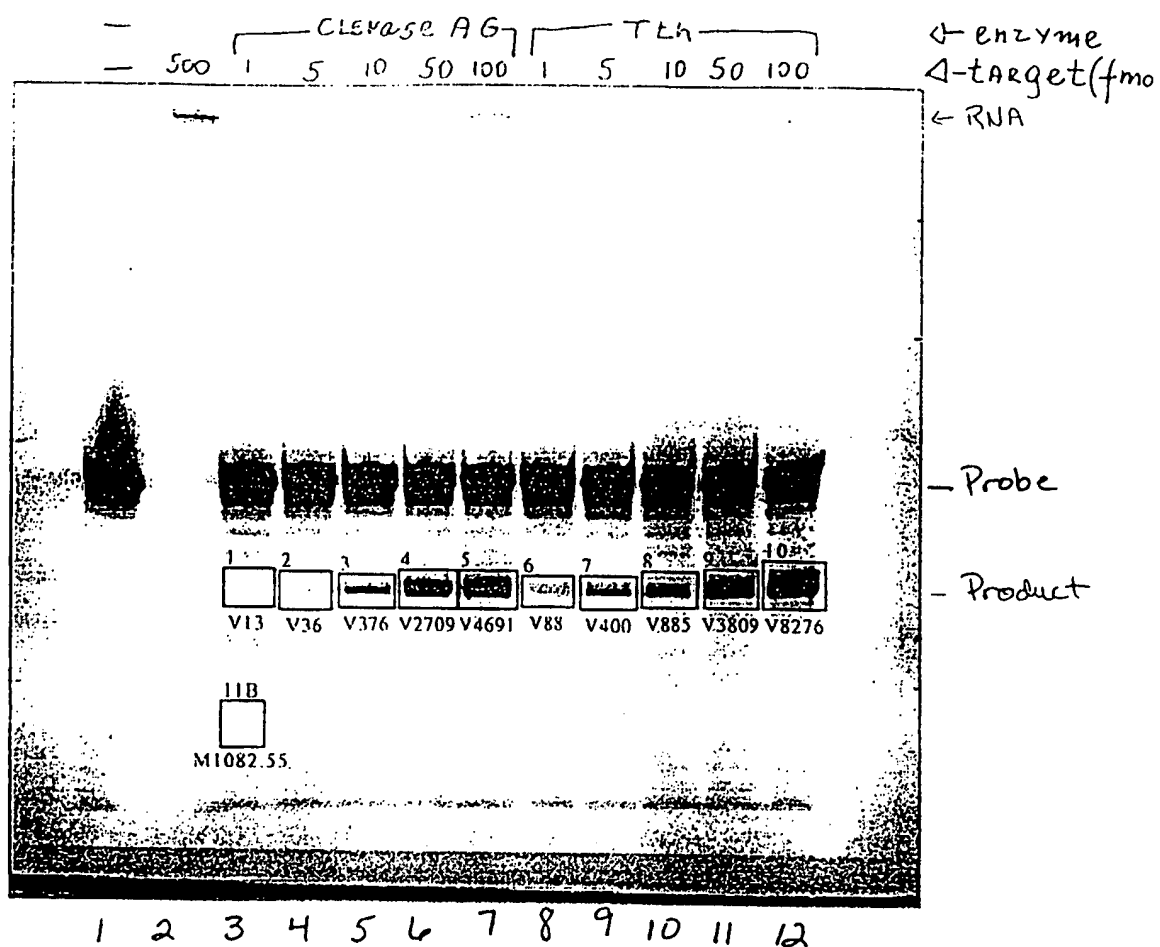 — Clevase AG Tth ← enzyme
— 500 1 5 10 50 100 1 5 10 50 100 ◁-target(fmo
← RNA
— Probe
1 2 3 4 5 6 7 8 9 10
- Product
V13 V36 V376 V2709 V4691 V88 V400 V885 V3809 V8276
11B
M1082.55
1 2 3 4 5 6 7 8 9 10 11 12